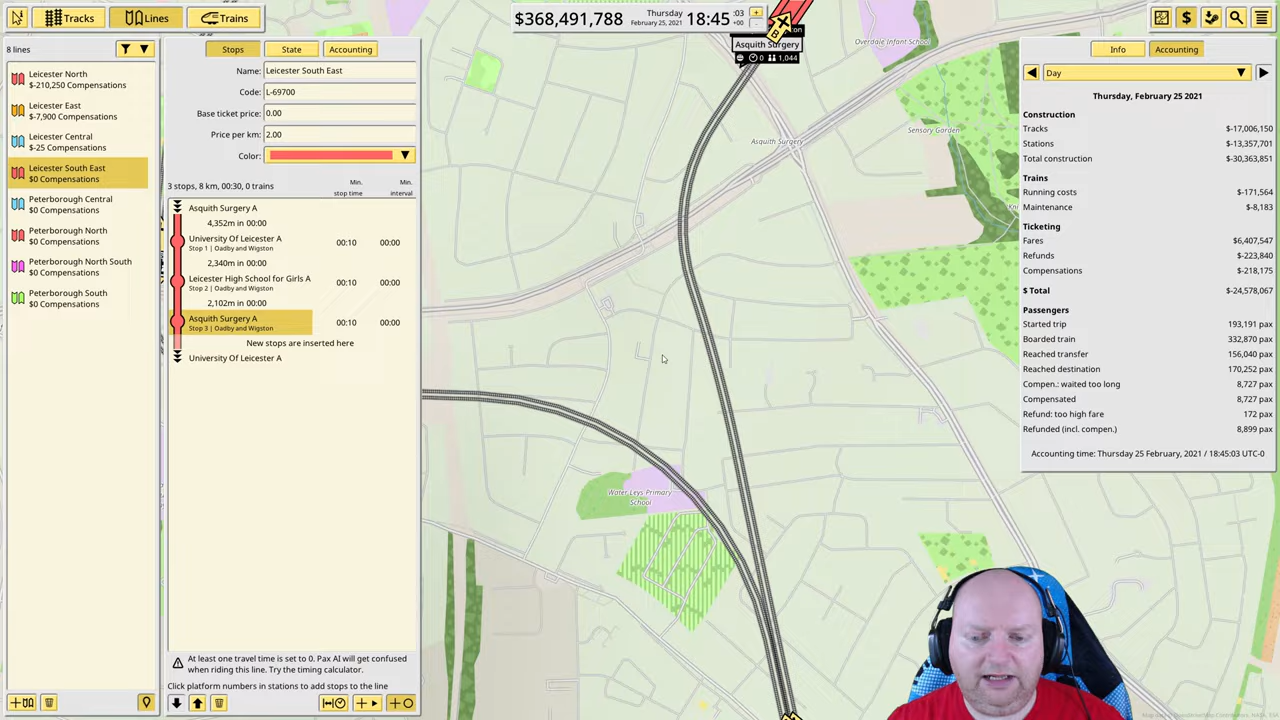 Tracks
Lines
Trains
$368,491,788
Thursday
February 25, 2021
18:45
:03
+00
8 lines
Leicester North
$-210,250 Compensations
Leicester East
$-7,900 Compensations
Leicester Central
$-25 Compensations
Leicester South East
$0 Compensations
Peterborough Central
$0 Compensations
Peterborough North
$0 Compensations
Peterborough North South
$0 Compensations
Peterborough South
$0 Compensations
Stops
State
Accounting
Name: Leicester South East
Code: L-69700
Base ticket price: 0.00
Price per km: 2.00
Color:
3 stops, 8 km, 00:30, 0 trains
Min. stop time
Min. interval
Asquith Surgery A
4,352m in 00:00
University Of Leicester A 00:10 00:00
Stop 1 | Oadby and Wigston
2,340m in 00:00
Leicester High School for Girls A 00:10 00:00
Stop 2 | Oadby and Wigston
2,102m in 00:00
Asquith Surgery A 00:10 00:00
Stop 3 | Oadby and Wigston
New stops are inserted here
University Of Leicester A
At least one travel time is set to 0. Pax AI will get confused
when riding this line. Try the timing calculator.
Click platform numbers in stations to add stops to the line
Asquith Surgery
0 1,044
Overdale Infant School
Asquith Surgery
Sensory Garden
Water Leys Primary
School
Info
Accounting
Day
Thursday, February 25 2021
Construction
Tracks $-17,006,150
Stations $-13,357,701
Total construction $-30,363,851
Trains
Running costs $-171,564
Maintenance $-8,183
Ticketing
Fares $6,407,547
Refunds $-223,840
Compensations $-218,175
$ Total $-24,578,067
Passengers
Started trip 193,191 pax
Boarded train 332,870 pax
Reached transfer 156,040 pax
Reached destination 170,252 pax
Compen.: waited too long 8,727 pax
Compensated 8,727 pax
Refund: too high fare 172 pax
Refunded (incl. compen.) 8,899 pax
Accounting time: Thursday 25 February, 2021 / 18:45:03 UTC-0